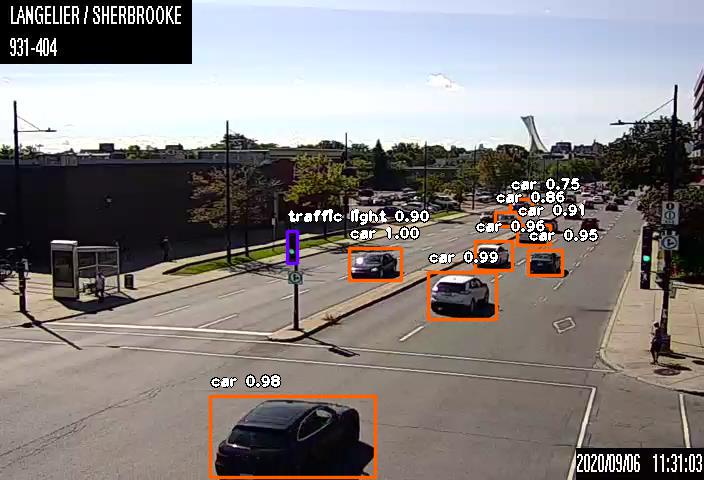 LANGELIER / SHERBROOKE
931-404
car 0.75
car 0.86
car 0.91
traffic light 0.90
car 0.96
car 1.00
car 0.95
car 0.99
car 0.98
2020/09/06 11:31:03